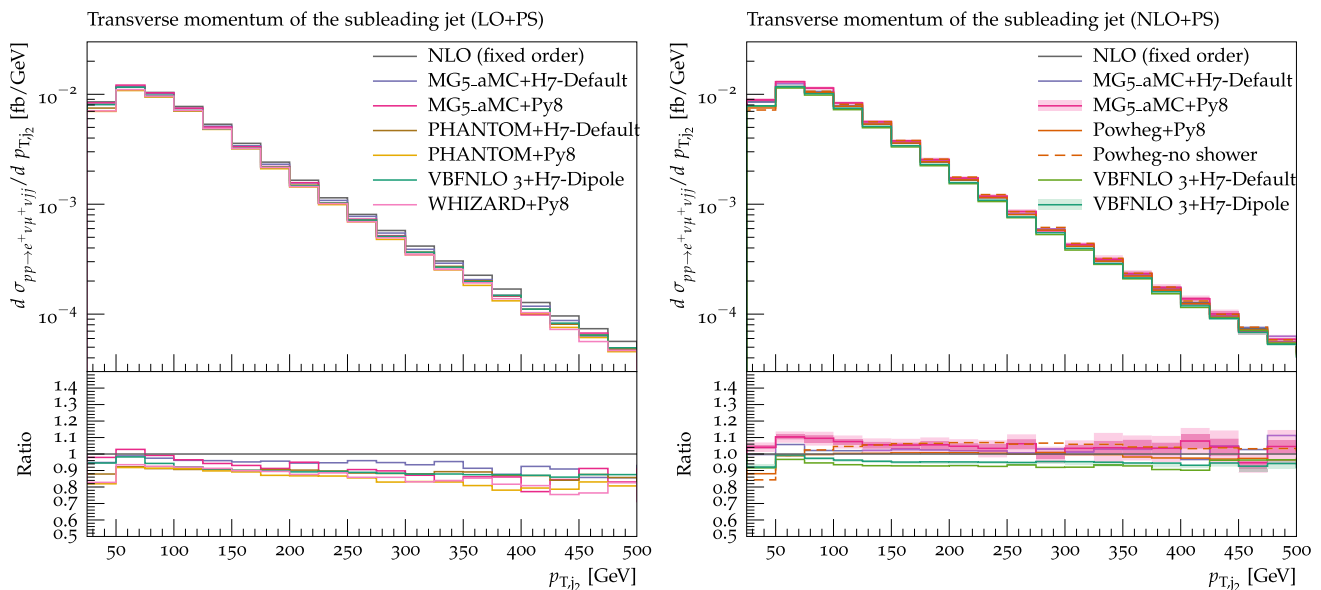 Transverse momentum of the subleading jet (LO+PS)
d σpp→e⁺νμ⁺νjj/d pT,j₂ [fb/GeV]
10⁻²
10⁻³
10⁻⁴
NLO (fixed order)
MG5_aMC+H7-Default
MG5_aMC+Py8
PHANTOM+H7-Default
PHANTOM+Py8
VBFNLO 3+H7-Dipole
WHIZARD+Py8
Ratio
1.4
1.3
1.2
1.1
1.0
0.9
0.8
0.7
0.6
0.5
50 100 150 200 250 300 350 400 450 500
pT,j₂ [GeV]
Transverse momentum of the subleading jet (NLO+PS)
d σpp→e⁺νμ⁺νjj/d pT,j₂ [fb/GeV]
10⁻²
10⁻³
10⁻⁴
NLO (fixed order)
MG5_aMC+H7-Default
MG5_aMC+Py8
Powheg+Py8
Powheg-no shower
VBFNLO 3+H7-Default
VBFNLO 3+H7-Dipole
Ratio
1.4
1.3
1.2
1.1
1.0
0.9
0.8
0.7
0.6
0.5
50 100 150 200 250 300 350 400 450 500
pT,j₂ [GeV]